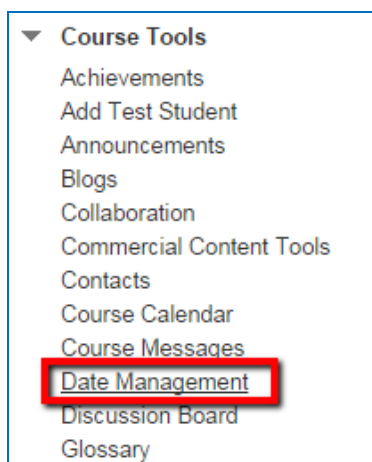 Course Tools
Achievements
Add Test Student
Announcements
Blogs
Collaboration
Commercial Content Tools
Contacts
Course Calendar
Course Messages
Date Management
Discussion Board
Glossary